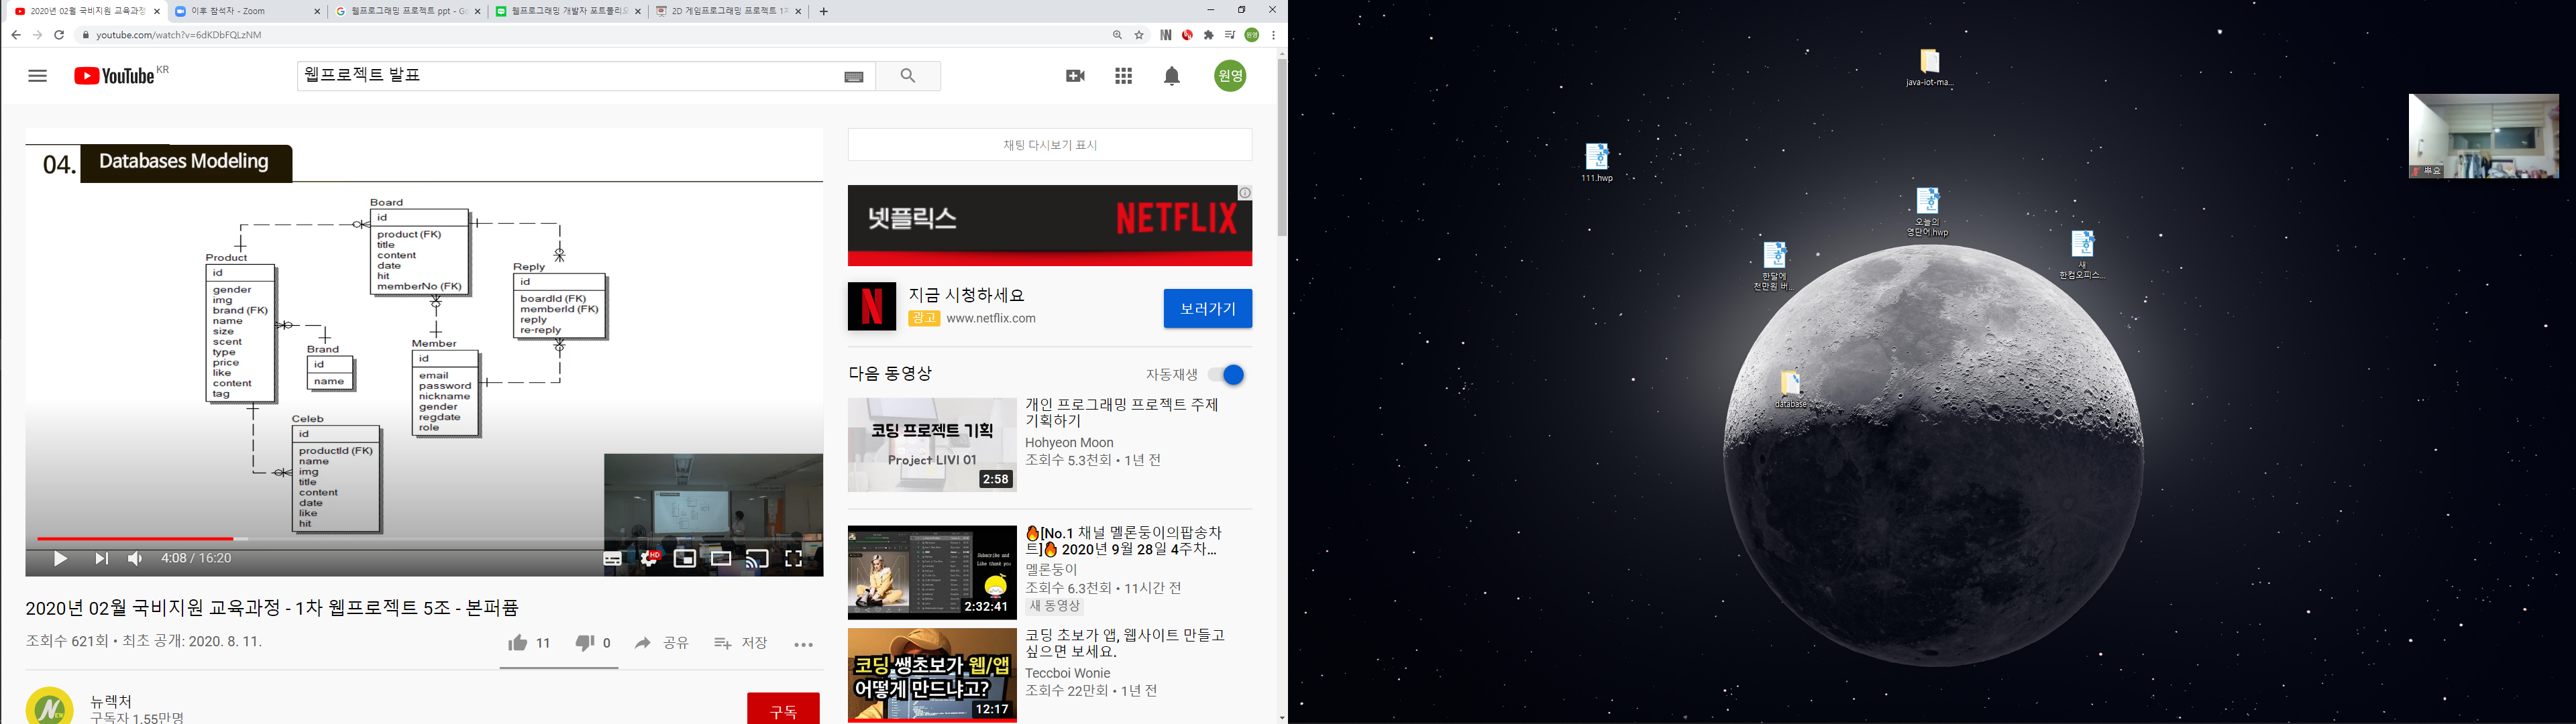 2020년 02월 국비지원 교육과정
이후 참석자 - Zoom
웹프로그래밍 프로젝트 ppt - Go
웹프로그래밍 개발자 포트폴리오
2D 게임프로그래밍 프로젝트 1차
youtube.com/watch?v=6dKDbFQLzNM
원영
YouTube KR
웹프로젝트 발표
원영
04. Databases Modeling
Board
id
product (FK)
title
content
date
hit
memberNo (FK)
Product
id
gender
img
brand (FK)
name
size
scent
type
price
like
content
tag
Reply
id
boardId (FK)
memberId (FK)
reply
re-reply
Brand
id
name
Member
id
email
password
nickname
gender
regdate
role
Celeb
id
productId (FK)
name
img
title
content
date
like
hit
4:08 / 16:20
HD
2020년 02월 국비지원 교육과정 - 1차 웹프로젝트 5조 - 본퍼퓸
조회수 621회 • 최초 공개: 2020. 8. 11.
11
0
공유
저장
뉴렉처
구독자 1.55만명
구독
채팅 다시보기 표시
넷플릭스
NETFLIX
지금 시청하세요
광고 www.netflix.com
보러가기
다음 동영상
자동재생
코딩 프로젝트 기획
Project LIVI 01
2:58
개인 프로그래밍 프로젝트 주제
기획하기
Hohyeon Moon
조회수 5.3천회 • 1년 전
Subscribe and
Like thank you
2:32:41
🔥[No.1 채널 멜론둥이의팝송차
트]🔥 2020년 9월 28일 4주차...
멜론둥이
조회수 6.3천회 • 11시간 전
새 동영상
코딩 쌩초보가 웹/앱
어떻게 만드냐고?
12:17
코딩 초보가 앱, 웹사이트 만들고
싶으면 보세요.
Teccboi Wonie
조회수 22만회 • 1년 전
java-iot-ma...
111.hwp
오늘의
영단어.hwp
한달에
천만원 버...
새
한컴오피스...
database
뿌요